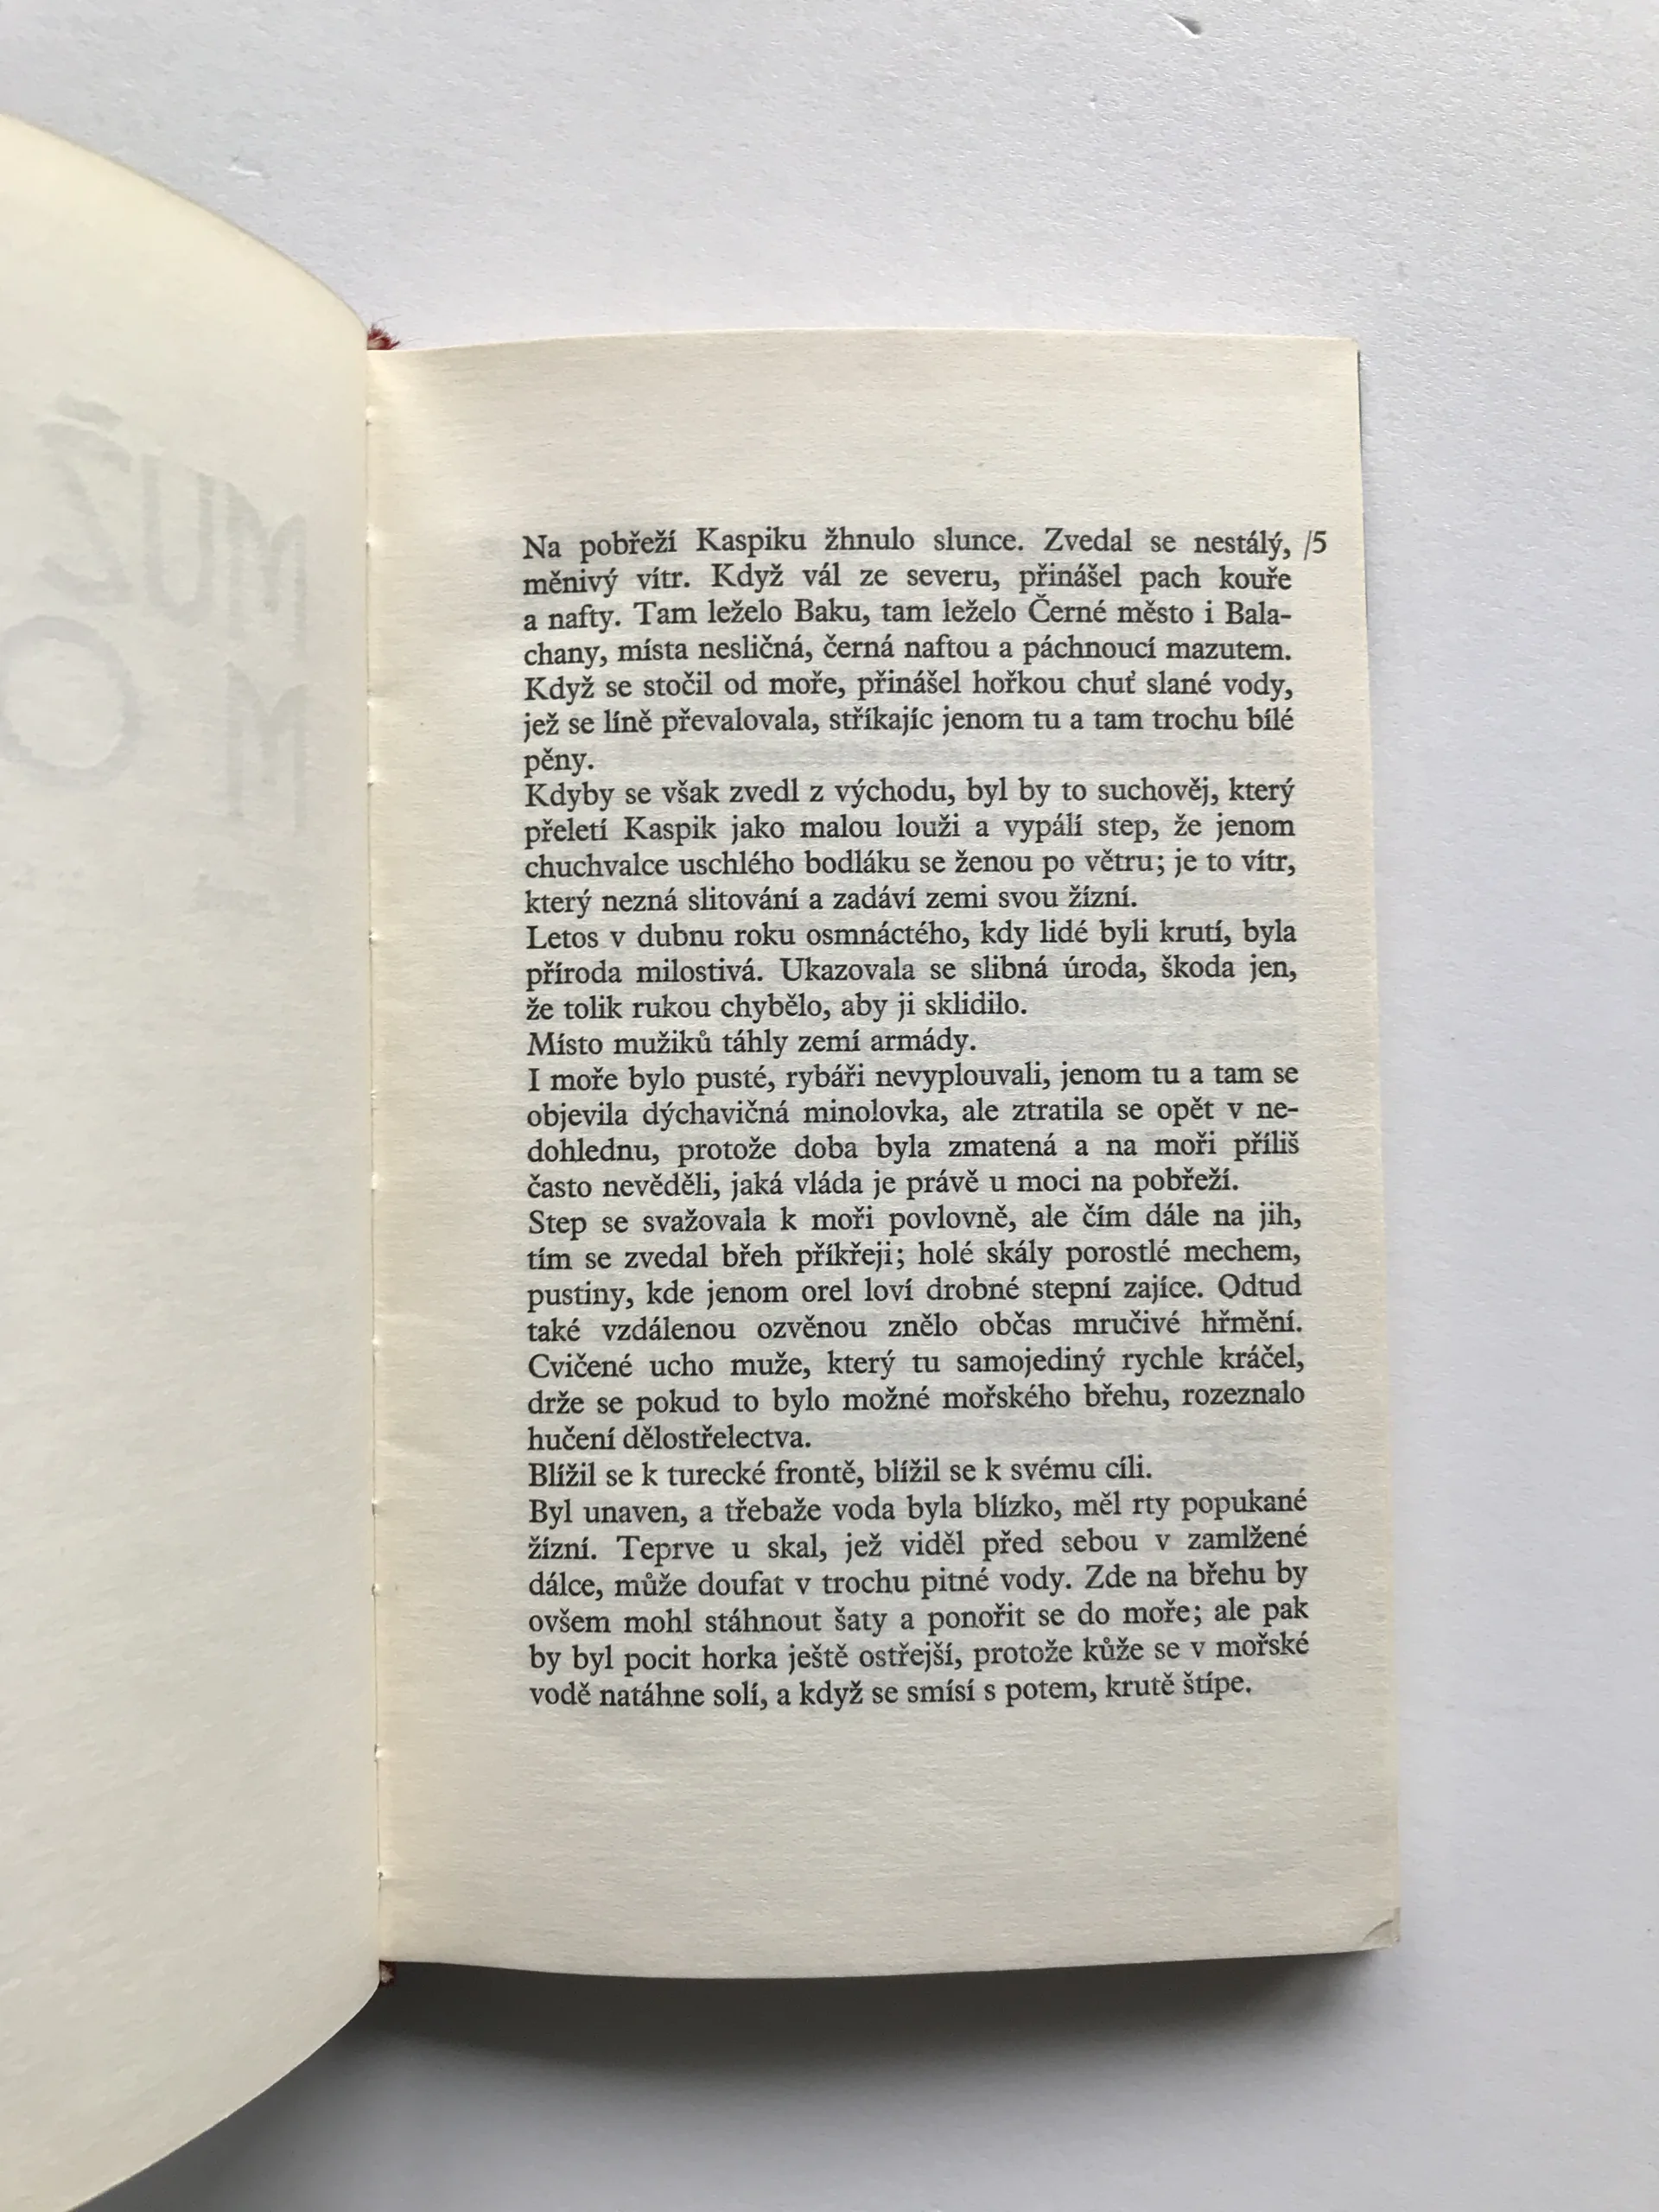 Na pobřeží Kaspiku žhnulo slunce. Zvedal se nestálý, /5
měnivý vítr. Když vál ze severu, přinášel pach kouře
a nafty. Tam leželo Baku, tam leželo Černé město i Bala-
chany, místa nesličná, černá naftou a páchnoucí mazutem.
Když se stočil od moře, přinášel hořkou chuť slané vody,
jež se líně převalovala, stříkajíc jenom tu a tam trochu bílé
pěny.
Kdyby se však zvedl z východu, byl by to suchověj, který
přeletí Kaspik jako malou louži a vypálí step, že jenom
chuchvalce uschlého bodláku se ženou po větru; je to vítr,
který nezná slitování a zadáví zemi svou žízní.
Letos v dubnu roku osmnáctého, kdy lidé byli krutí, byla
příroda milostivá. Ukazovala se slibná úroda, škoda jen,
že tolik rukou chybělo, aby ji sklidilo.
Místo mužiků táhly zemí armády.
I moře bylo pusté, rybáři nevyplouvali, jenom tu a tam se
objevila dýchavičná minolovka, ale ztratila se opět v ne-
dohlednu, protože doba byla zmatená a na moři příliš
často nevěděli, jaká vláda je právě u moci na pobřeží.
Step se svažovala k moři povlovně, ale čím dále na jih,
tím se zvedal břeh příkřeji; holé skály porostlé mechem,
pustiny, kde jenom orel loví drobné stepní zajíce. Odtud
také vzdálenou ozvěnou znělo občas mručivé hřmění.
Cvičené ucho muže, který tu samojediný rychle kráčel,
drže se pokud to bylo možné mořského břehu, rozeznalo
hučení dělostřelectva.
Blížil se k turecké frontě, blížil se k svému cíli.
Byl unaven, a třebaže voda byla blízko, měl rty popukané
žízní. Teprve u skal, jež viděl před sebou v zamlžené
dálce, může doufat v trochu pitné vody. Zde na břehu by
ovšem mohl stáhnout šaty a ponořit se do moře; ale pak
by byl pocit horka ještě ostřejší, protože kůže se v mořské
vodě natáhne solí, a když se smísí s potem, krutě štípe.